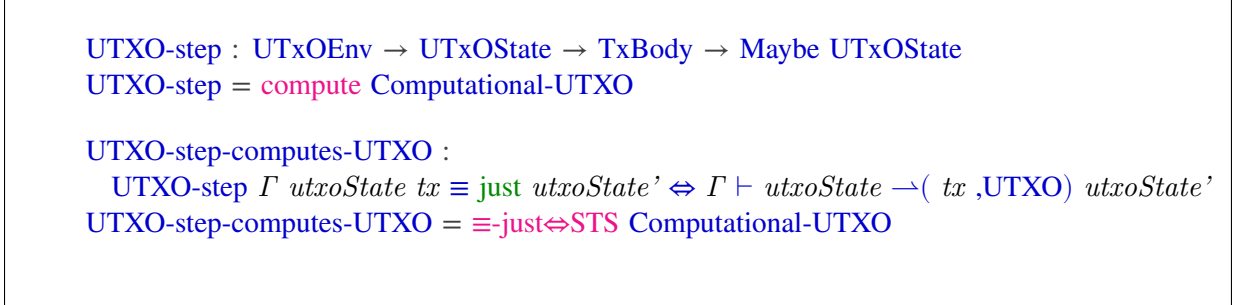 UTXO-step : UTxOEnv → UTxOState → TxBody → Maybe UTxOState
UTXO-step = compute Computational-UTXO
UTXO-step-computes-UTXO :
UTXO-step Γ utxoState tx ≡ just utxoState’ ⇔ Γ ⊢ utxoState ⇀⦇ tx ,UTXO⦈ utxoState’
UTXO-step-computes-UTXO = ≡-just⇔STS Computational-UTXO